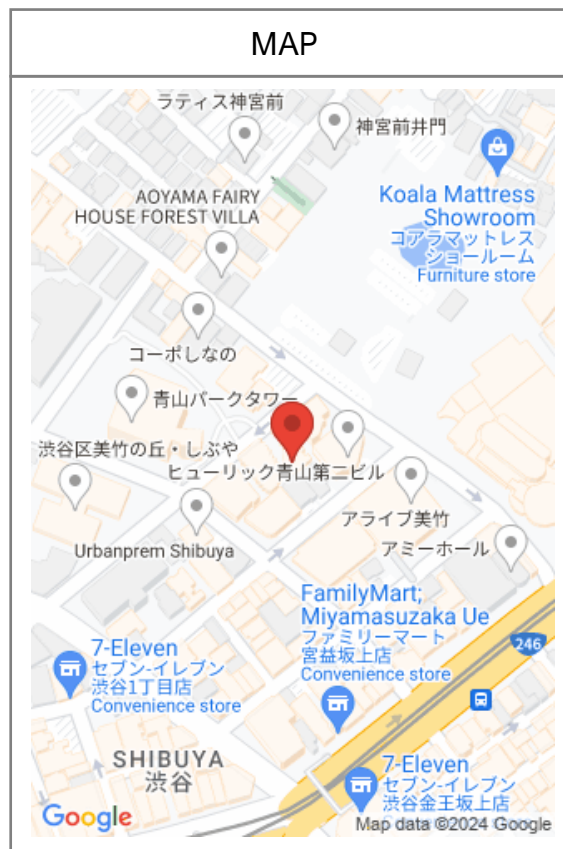 MAP
ラティス神宮前
神宮前井門
AOYAMA FAIRY
HOUSE FOREST VILLA
Koala Mattress
Showroom
コアラマットレス
ショールーム
Furniture store
コーポしなの
青山パークタワー
渋谷区美竹の丘・しぶや
ヒューリック青山第二ビル
アライブ美竹
Urbanprem Shibuya
アミーホール
FamilyMart;
Miyamasuzaka Ue
ファミリーマート
宮益坂上店
Convenience store
246
7-Eleven
セブン-イレブン
渋谷1丁目店
Convenience store
SHIBUYA
渋谷
7-Eleven
セブン-イレブン
渋谷金王坂上店
Google
Map data ©2024 Google